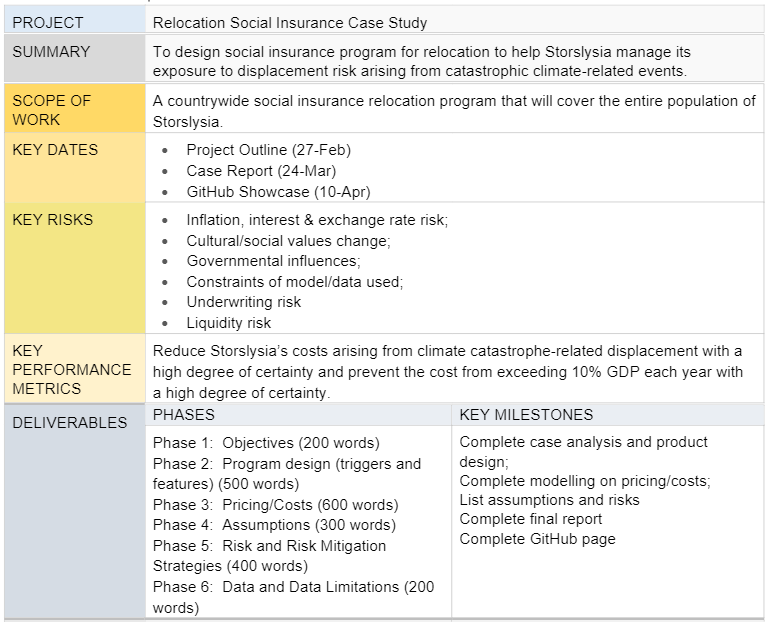 PROJECT
Relocation Social Insurance Case Study
SUMMARY
To design social insurance program for relocation to help Storslysia manage its
exposure to displacement risk arising from catastrophic climate-related events.
SCOPE OF
WORK
A countrywide social insurance relocation program that will cover the entire population of
Storslysia.
KEY DATES
• Project Outline (27-Feb)
• Case Report (24-Mar)
• GitHub Showcase (10-Apr)
KEY RISKS
• Inflation, interest & exchange rate risk;
• Cultural/social values change;
• Governmental influences;
• Constraints of model/data used;
• Underwriting risk
• Liquidity risk
KEY
PERFORMANCE
METRICS
Reduce Storslysia's costs arising from climate catastrophe-related displacement with a
high degree of certainty and prevent the cost from exceeding 10% GDP each year with
a high degree of certainty.
DELIVERABLES
PHASES
Phase 1: Objectives (200 words)
Phase 2: Program design (triggers and
features) (500 words)
Phase 3: Pricing/Costs (600 words)
Phase 4: Assumptions (300 words)
Phase 5: Risk and Risk Mitigation
Strategies (400 words)
Phase 6: Data and Data Limitations (200
words)
KEY MILESTONES
Complete case analysis and product
design;
Complete modelling on pricing/costs;
List assumptions and risks
Complete final report
Complete GitHub page